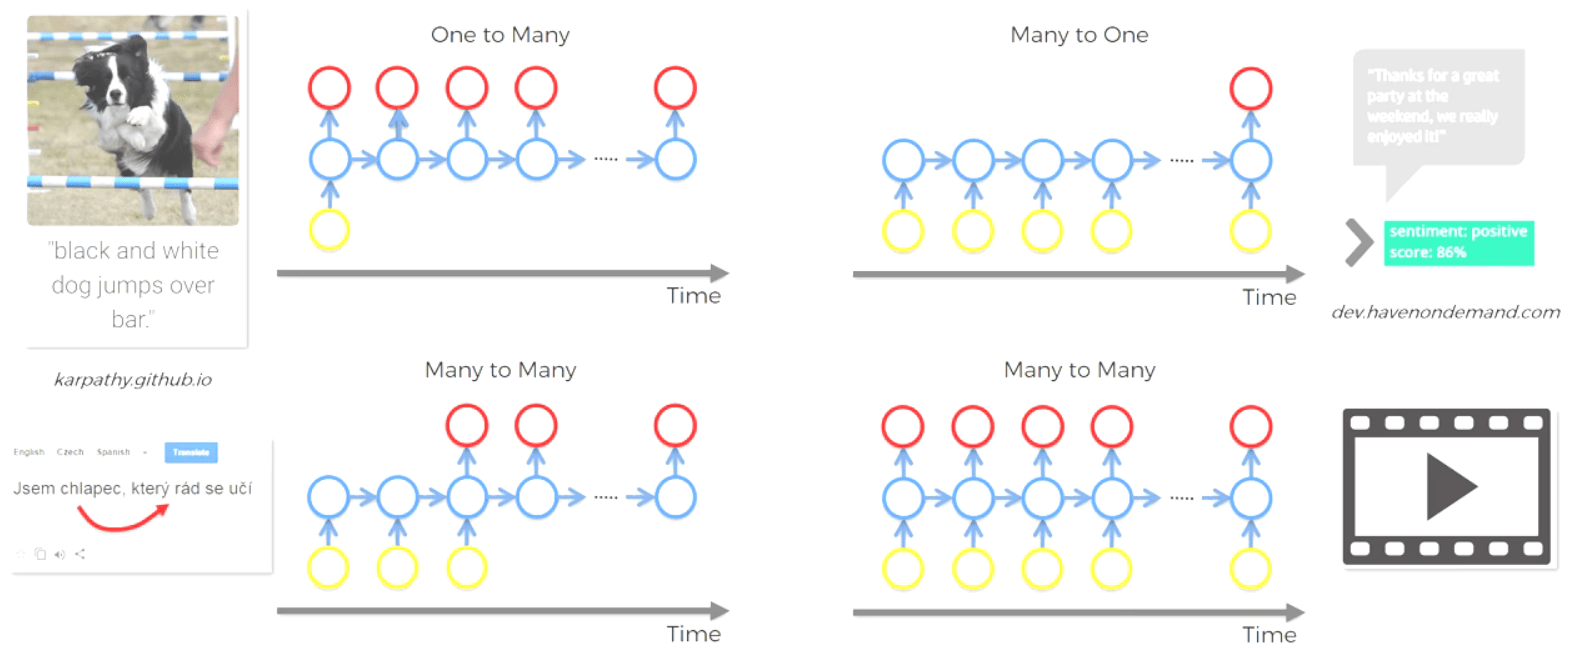 One to Many
Time
"black and white
dog jumps over
bar."
karpathy.github.io
Many to One
Time
"Thanks for a great
party at the
weekend, we really
enjoyed it!"
sentiment: positive
score: 86%
dev.havenondemand.com
Many to Many
Time
English Czech Spanish
Translate
Jsem chlapec, který rád se učí
Many to Many
Time